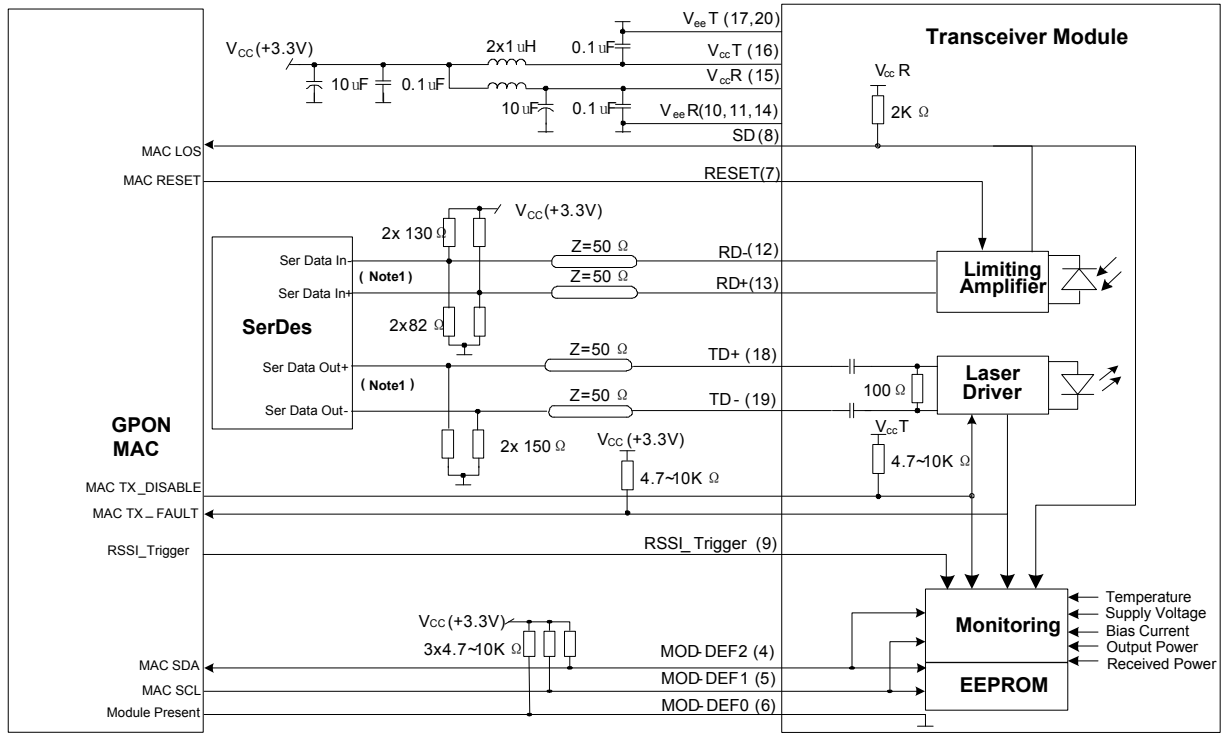 VeeT (17,20)
Transceiver Module
VCC(+3.3V)
2x1 uH
0.1 uF
VccT (16)
VccR (15)
10 uF
0.1 uF
10 uF
0.1 uF
VeeR(10, 11, 14)
Vcc R
2K Ω
SD (8)
MAC LOS
MAC RESET
RESET(7)
VCC(+3.3V)
2x 130 Ω
Ser Data In-
(Note1)
Z=50 Ω
RD-(12)
Ser Data In+
Z=50 Ω
RD+(13)
Limiting Amplifier
SerDes
2x82 Ω
Ser Data Out+
(Note1)
Z=50 Ω
TD+ (18)
Ser Data Out-
Z=50 Ω
TD- (19)
100 Ω
Laser Driver
GPON MAC
2x 150 Ω
VCC (+3.3V)
4.7~10K Ω
VccT
4.7~10K Ω
MAC TX_DISABLE
MAC TX_FAULT
RSSI_Trigger
RSSI_Trigger (9)
VCC (+3.3V)
3x4.7~10K Ω
Monitoring
Temperature
Supply Voltage
Bias Current
Output Power
Received Power
MAC SDA
MOD-DEF2 (4)
MAC SCL
MOD-DEF1 (5)
EEPROM
Module Present
MOD-DEF0 (6)